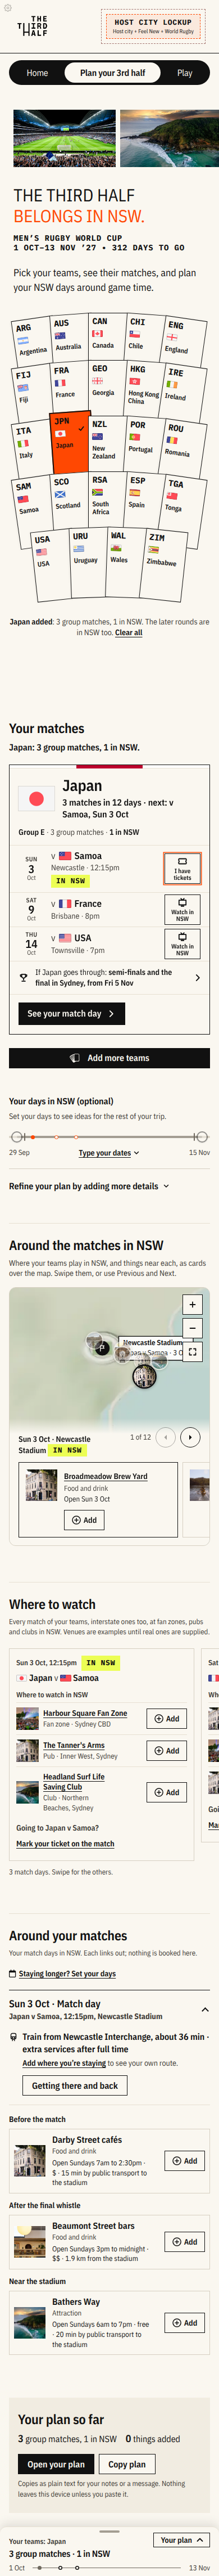 THE
THIRD
HALF
HOST CITY LOCKUP
Host city + Feel New + World Rugby
Home
Plan your 3rd half
Play
THE THIRD HALF
BELONGS IN NSW.
MEN'S RUGBY WORLD CUP
1 OCT–13 NOV '27 • 312 DAYS TO GO
Pick your teams, see their matches, and plan
your NSW days around game time.
ARG
Argentina
AUS
Australia
CAN
Canada
CHI
Chile
ENG
England
FIJ
Fiji
FRA
France
GEO
Georgia
HKG
Hong Kong
China
IRE
Ireland
ITA
Italy
JPN
Japan
NZL
New
Zealand
POR
Portugal
ROU
Romania
SAM
Samoa
SCO
Scotland
RSA
South
Africa
ESP
Spain
TGA
Tonga
USA
USA
URU
Uruguay
WAL
Wales
ZIM
Zimbabwe
Japan added: 3 group matches, 1 in NSW. The later rounds are
in NSW too. Clear all
Your matches
Japan: 3 group matches, 1 in NSW.
Japan
3 matches in 12 days · next: v
Samoa, Sun 3 Oct
Group E · 3 group matches · 1 in NSW
SUN
3
Oct
v Samoa
Newcastle · 12:15pm
IN NSW
I have
tickets
SAT
9
Oct
v France
Brisbane · 8pm
Watch in
NSW
THU
14
Oct
v USA
Townsville · 7pm
Watch in
NSW
If Japan goes through: semi-finals and the
final in Sydney, from Fri 5 Nov
See your match day
Add more teams
Your days in NSW (optional)
Set your days to see ideas for the rest of your trip.
29 Sep
Type your dates
15 Nov
Refine your plan by adding more details
Around the matches in NSW
Where your teams play in NSW, and things near each, as cards
over the map. Swipe them, or use Previous and Next.
Newcastle Stadium
Sun 3 Oct · Newcastle
Stadium IN NSW
1 of 12
Broadmeadow Brew Yard
Food and drink
Open Sun 3 Oct
Add
Where to watch
Every match of your teams, interstate ones too, at fan zones, pubs
and clubs in NSW. Venues are examples until real ones are supplied.
Sun 3 Oct, 12:15pm IN NSW
Japan v Samoa
Where to watch in NSW
Harbour Square Fan Zone
Fan zone · Sydney CBD
Add
The Tanner's Arms
Pub · Inner West, Sydney
Add
Headland Surf Life
Saving Club
Club · Northern
Beaches, Sydney
Add
Going to Japan v Samoa?
Mark your ticket on the match
3 match days. Swipe for the others.
Around your matches
Your match days in NSW. Each links out; nothing is booked here.
Staying longer? Set your days
Sun 3 Oct · Match day
Japan v Samoa, 12:15pm, Newcastle Stadium
Train from Newcastle Interchange, about 36 min ·
extra services after full time
Add where you're staying to see your own route.
Getting there and back
Before the match
Darby Street cafés
Food and drink
Open Sundays 7am to 2:30pm ·
$ · 15 min by public transport to
the stadium
Add
After the final whistle
Beaumont Street bars
Food and drink
Open Sundays 3pm to midnight ·
$$ · 1.9 km from the stadium
Add
Near the stadium
Bathers Way
Attraction
Open Sundays 6am to 7pm · free
· 20 min by public transport to
the stadium
Add
Your plan so far
3 group matches, 1 in NSW 0 things added
Open your plan
Copy plan
Copies as plain text for your notes or a message. Nothing
leaves this device unless you paste it.
Your teams: Japan
3 group matches · 1 in NSW
Your plan
1 Oct
13 Nov